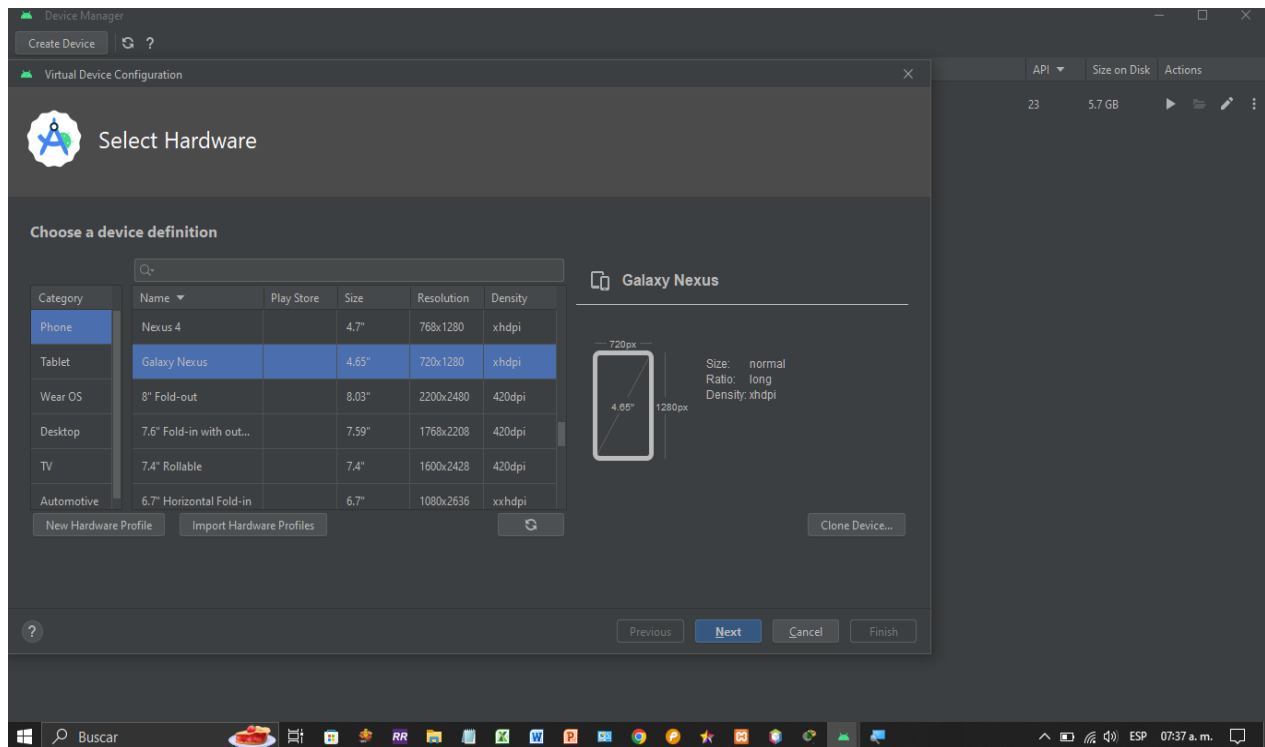 Device Manager
Create Device ?
Virtual Device Configuration
API Size on Disk Actions
23 5.7 GB
Select Hardware
Choose a device definition
Category Name Play Store Size Resolution Density
Phone Nexus 4 4.7" 768x1280 xhdpi
Tablet Galaxy Nexus 4.65" 720x1280 xhdpi
Wear OS 8" Fold-out 8.03" 2200x2480 420dpi
Desktop 7.6" Fold-in with out... 7.59" 1768x2208 420dpi
TV 7.4" Rollable 7.4" 1600x2428 420dpi
Automotive 6.7" Horizontal Fold-in 6.7" 1080x2636 xxhdpi
New Hardware Profile Import Hardware Profiles
Galaxy Nexus
720px
4.65" 1280px
Size: normal
Ratio: long
Density: xhdpi
Clone Device...
? Previous Next Cancel Finish
Buscar RR X W P ESP 07:37 a. m.